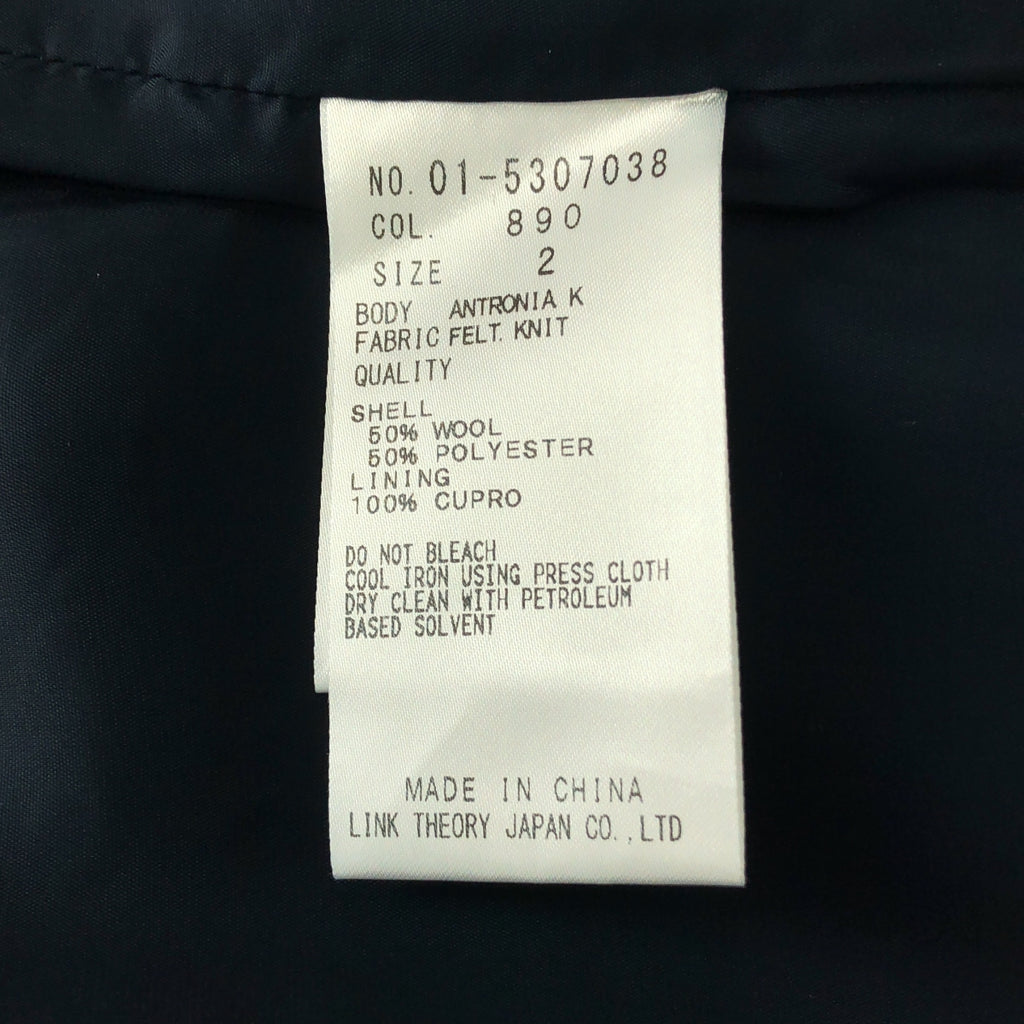 NO. 01-5307038
COL. 890
SIZE 2
BODY ANTRONIA K
FABRIC FELT. KNIT
QUALITY
SHELL
50% WOOL
50% POLYESTER
LINING
100% CUPRO
DO NOT BLEACH
COOL IRON USING PRESS CLOTH
DRY CLEAN WITH PETROLEUM
BASED SOLVENT
MADE IN CHINA
LINK THEORY JAPAN CO.,LTD